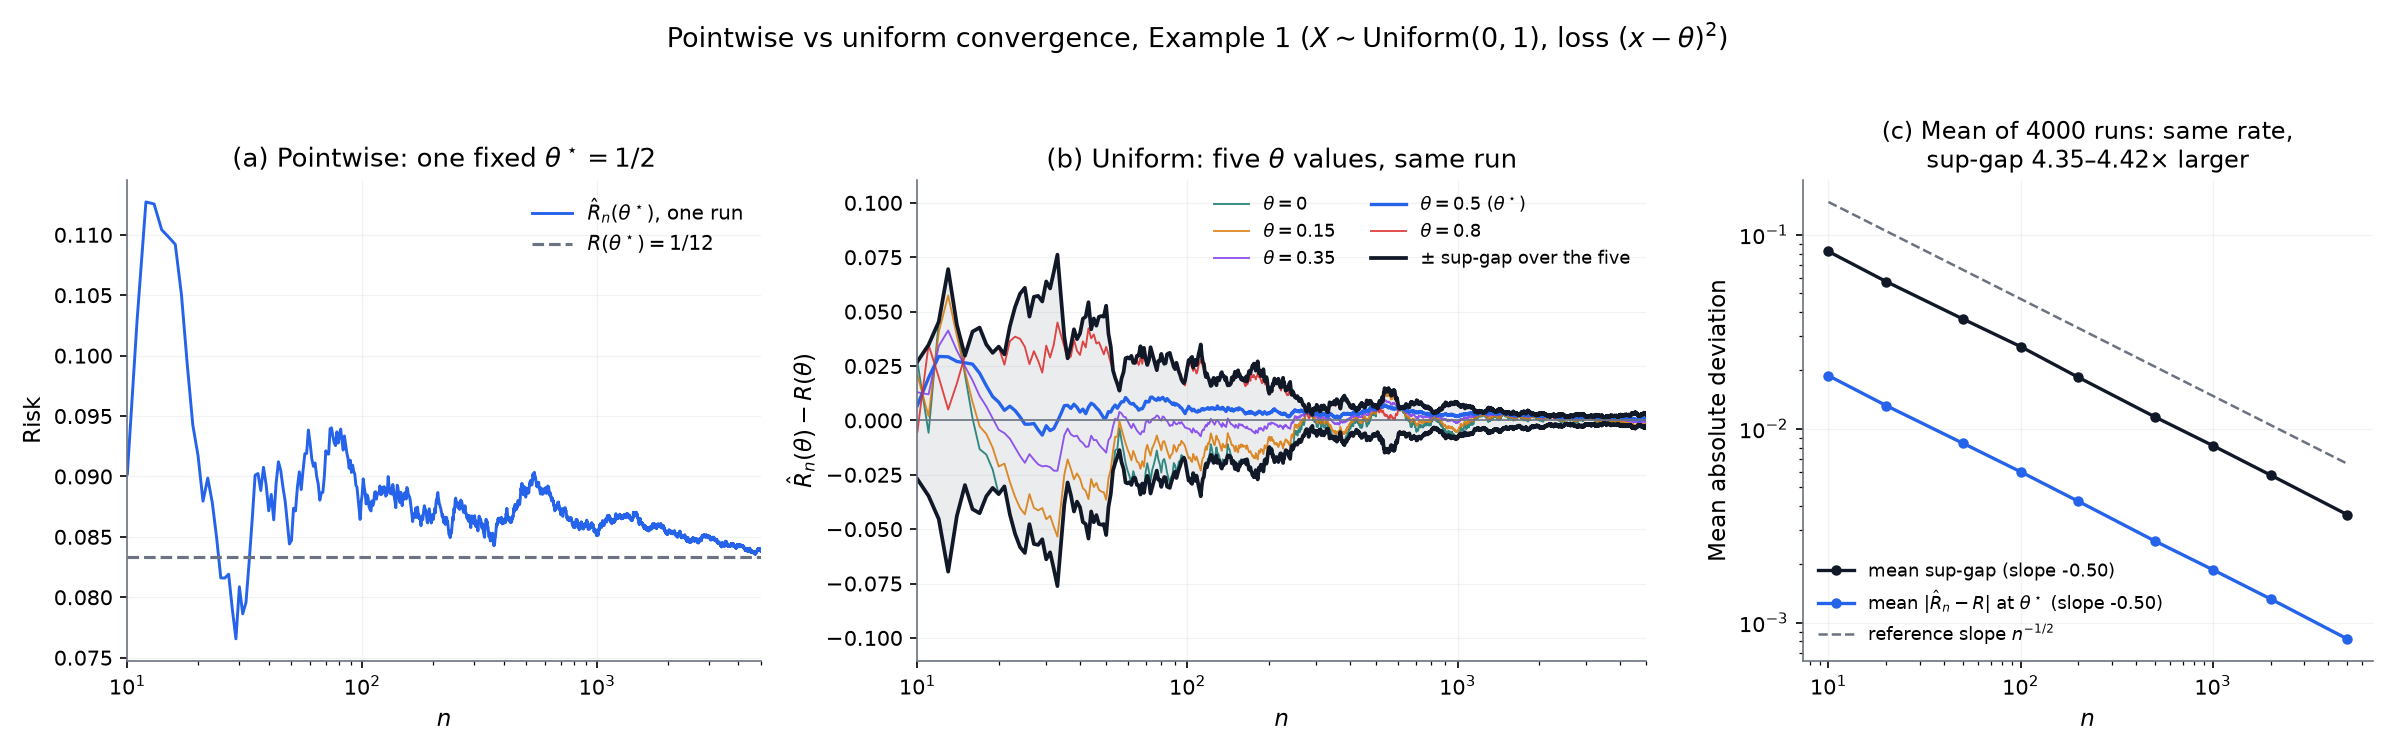 Pointwise vs uniform convergence, Example 1 (X ∼ Uniform(0, 1), loss (x − θ)²)
(a) Pointwise: one fixed θ⋆ = 1/2
Risk
0.110
0.105
0.100
0.095
0.090
0.085
0.080
0.075
R̂ₙ(θ⋆), one run
R(θ⋆) = 1/12
10¹
10²
10³
n
(b) Uniform: five θ values, same run
R̂ₙ(θ) − R(θ)
0.100
0.075
0.050
0.025
0.000
−0.025
−0.050
−0.075
−0.100
θ = 0
θ = 0.15
θ = 0.35
θ = 0.5 (θ⋆)
θ = 0.8
± sup-gap over the five
10¹
10²
10³
n
(c) Mean of 4000 runs: same rate,
sup-gap 4.35–4.42× larger
Mean absolute deviation
10⁻¹
10⁻²
10⁻³
mean sup-gap (slope -0.50)
mean |R̂ₙ − R| at θ⋆ (slope -0.50)
reference slope n⁻¹ᐟ²
10¹
10²
10³
n